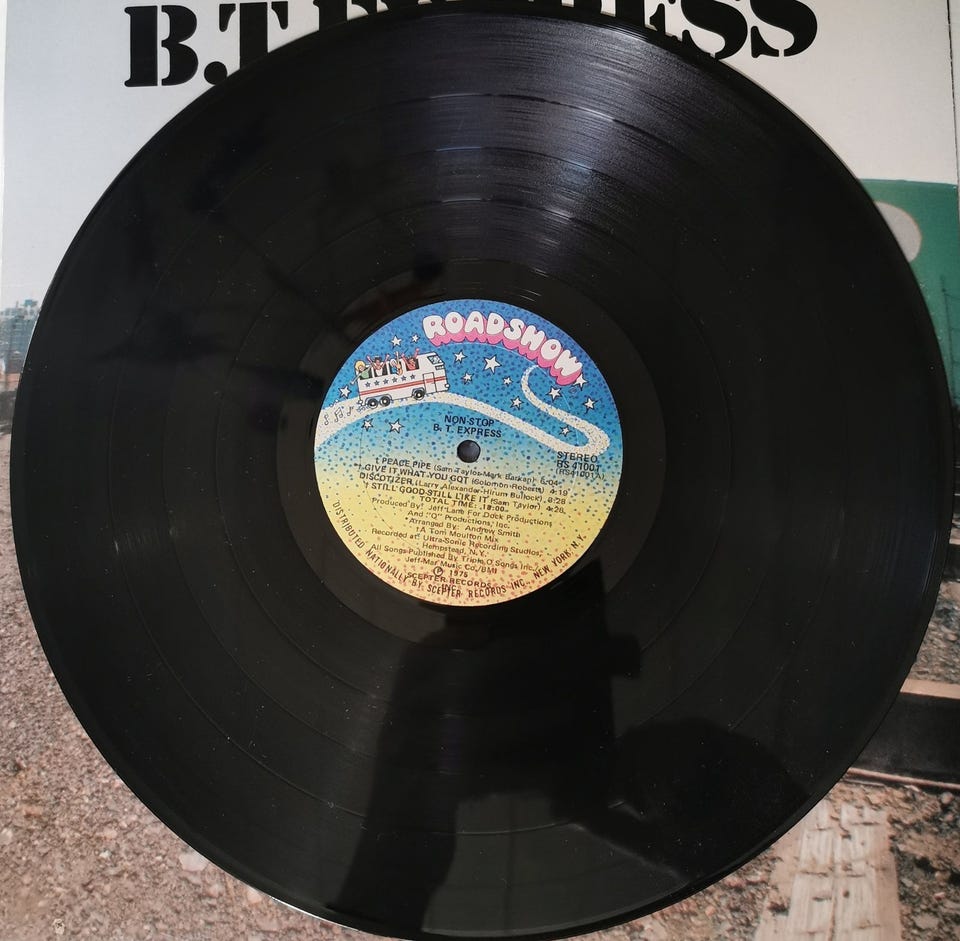 B.T. EXPRESS
ROADSHOW
NON-STOP
B. T. EXPRESS
STEREO
RS 41001
(RS41001A)
† PEACE PIPE (Sam Taylor-Mark Barkan) 6:04
† GIVE IT WHAT YOU GOT (Solomon Roberts) 4:19
DISCOTIZER (Larry Alexander-Hirum Bullock) 6:28
† STILL GOOD-STILL LIKE IT (Sam Taylor) 4:26
TOTAL TIME:
Produced By: Jeff Lane For Dock Productions
And "Q" Productions, Inc.
*Arranged By: Andrew Smith
†A Tom Moulton Mix
Recorded at: Ultra-Sonic Recording Studios,
Hempstead, N.Y.
All Songs Published By Triple O Songs Inc./
Jeff-Mar Music Co./BMI
Ⓟ 1975
SCEPTER RECORDS
INC.
DISTRIBUTED NATIONALLY BY SCEPTER RECORDS INC., NEW YORK, N.Y.